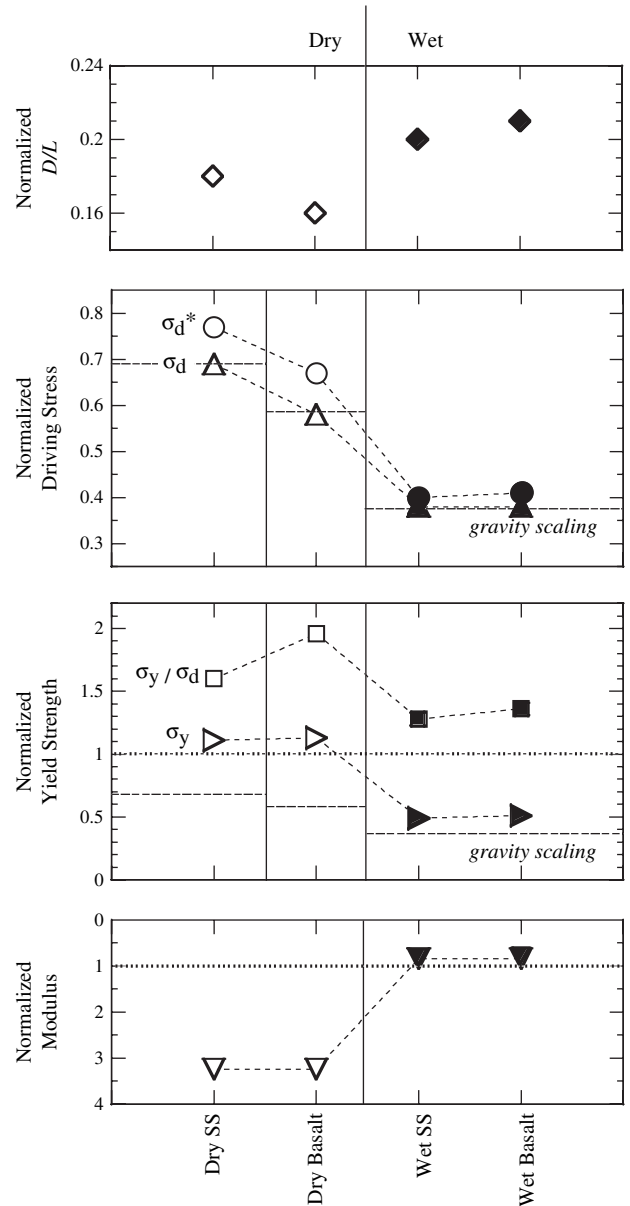 Dry Wet
Normalized
D/L
0.24
0.2
0.16
Normalized
Driving Stress
0.8
0.7
0.6
0.5
0.4
0.3
σd*
σd
gravity scaling
Normalized
Yield Strength
2
1.5
1
0.5
0
σy / σd
σy
gravity scaling
Normalized
Modulus
0
1
2
3
4
Dry SS
Dry Basalt
Wet SS
Wet Basalt